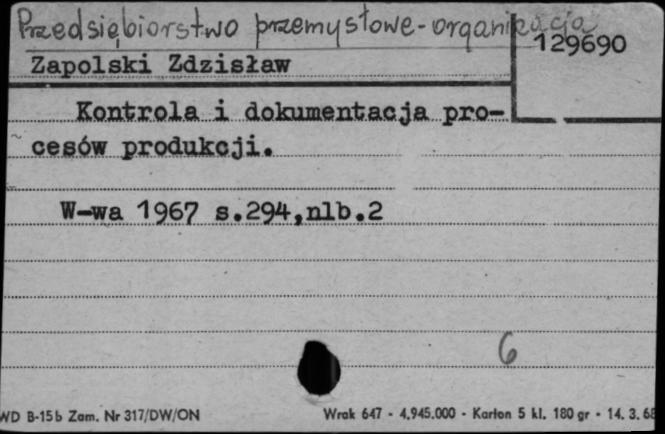 Przedsiębiorstwo przemysłowe-organizacja
129690
Zapolski Zdzisław
Kontrola i dokumentacja pro-
cesów produkcji.
W-wa 1967 s.294,nlb.2
6
WD B-15b Zam. Nr 317/DW/ON Wrak 647 - 4.945.000 - Karton 5 kl. 180 gr - 14. 3. 68